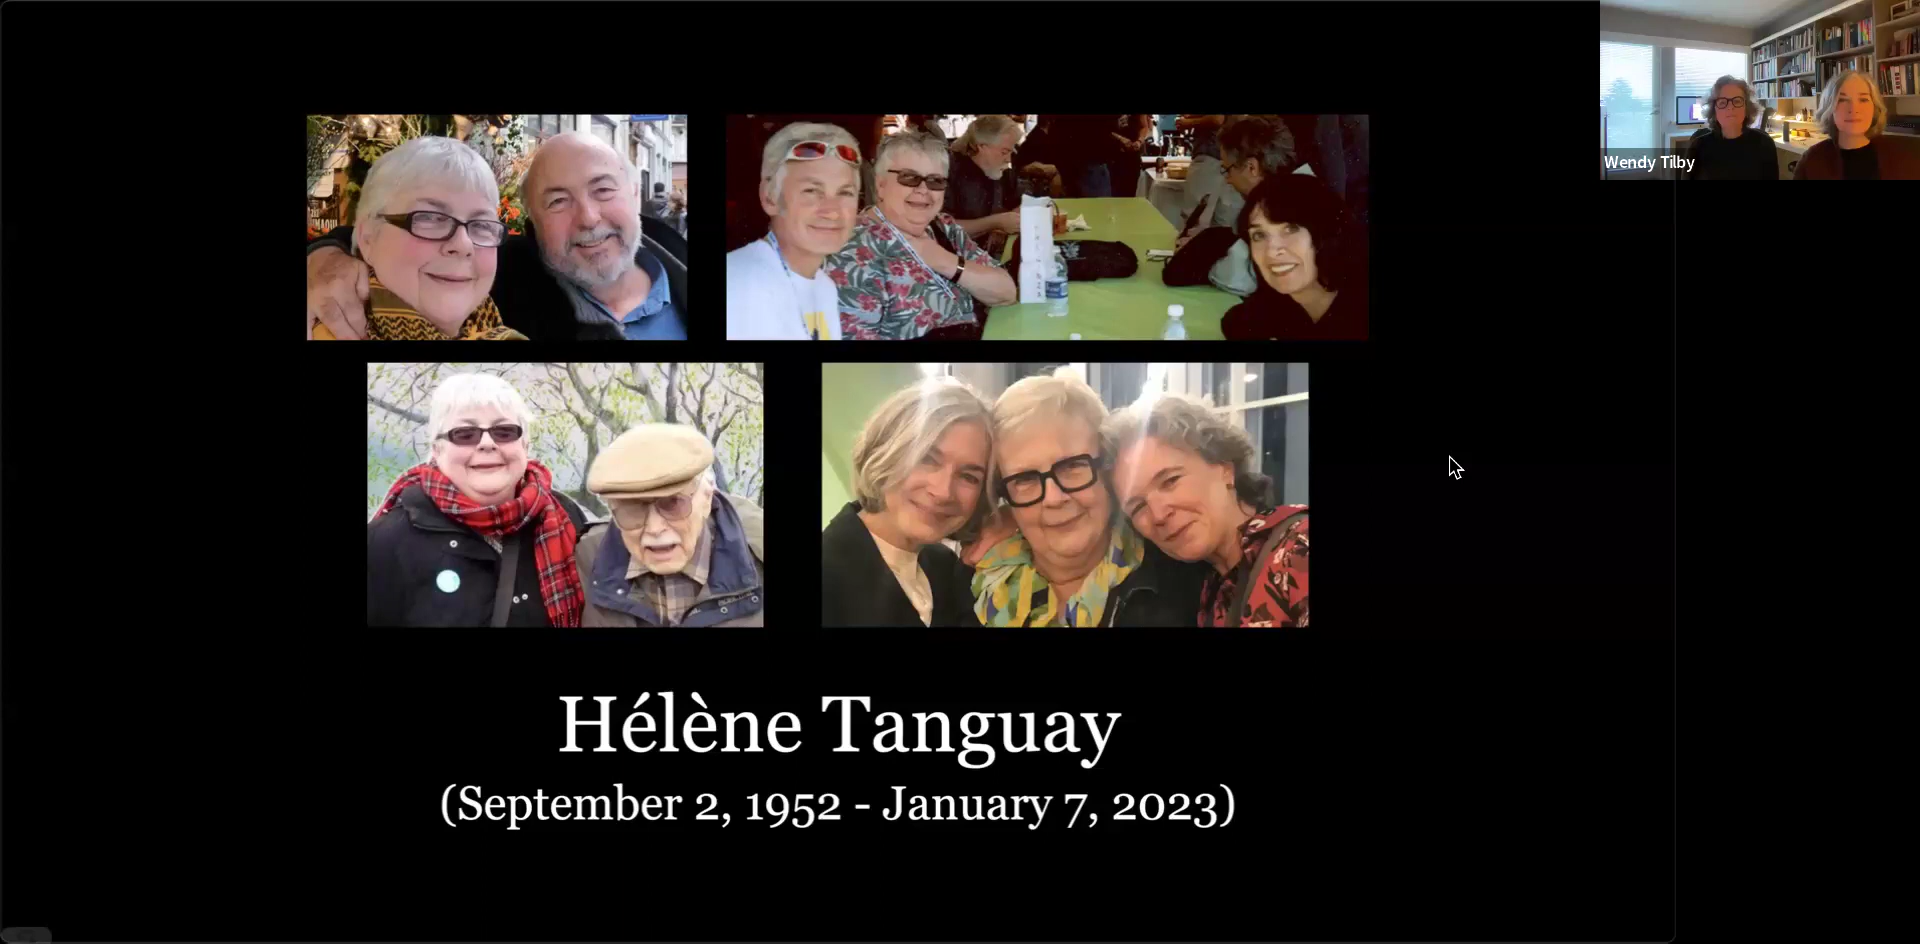 Wendy Tilby
Hélène Tanguay
(September 2, 1952 - January 7, 2023)